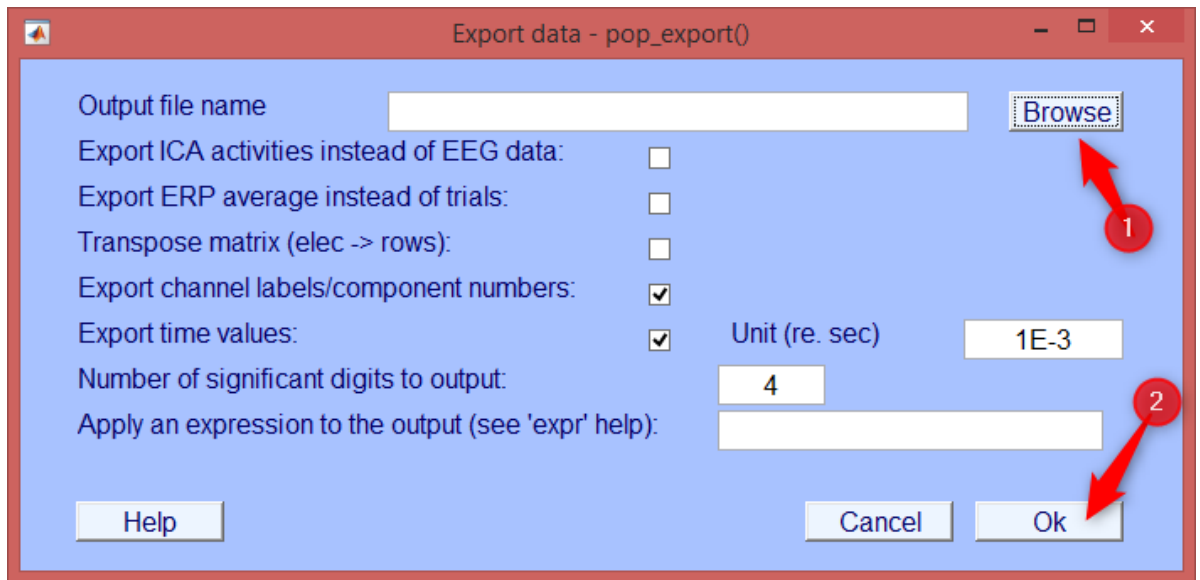 Export data - pop_export()
Output file name Browse
Export ICA activities instead of EEG data:
Export ERP average instead of trials:
1
Transpose matrix (elec -> rows):
Export channel labels/component numbers:
Export time values: Unit (re. sec) 1E-3
Number of significant digits to output: 4
2
Apply an expression to the output (see 'expr' help):
Help Cancel Ok